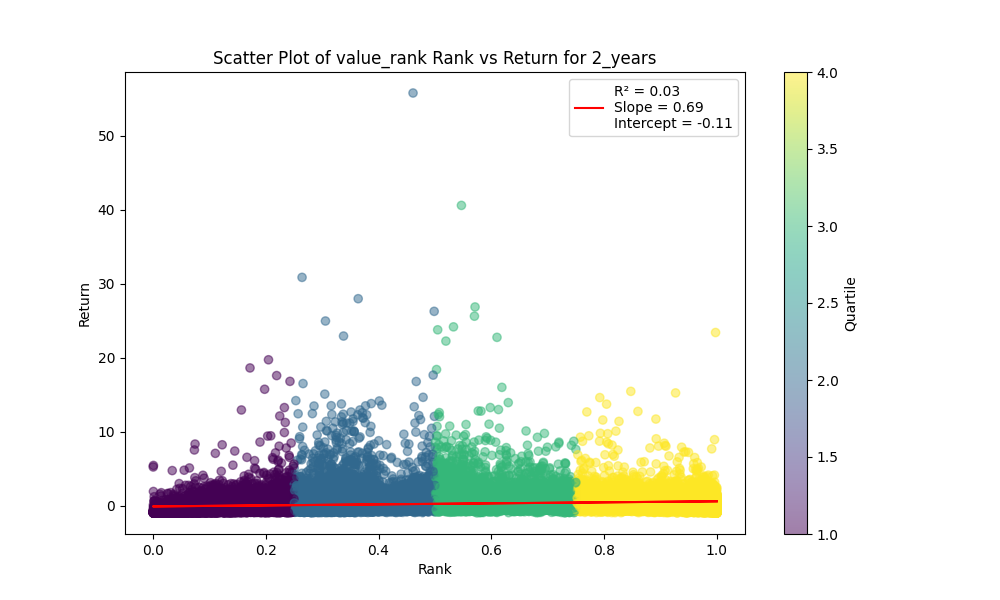 Scatter Plot of value_rank Rank vs Return for 2_years
R² = 0.03
Slope = 0.69
Intercept = -0.11
Return
50
40
30
20
10
0
0.0 0.2 0.4 0.6 0.8 1.0
Rank
4.0
3.5
3.0
2.5
2.0
1.5
1.0
Quartile